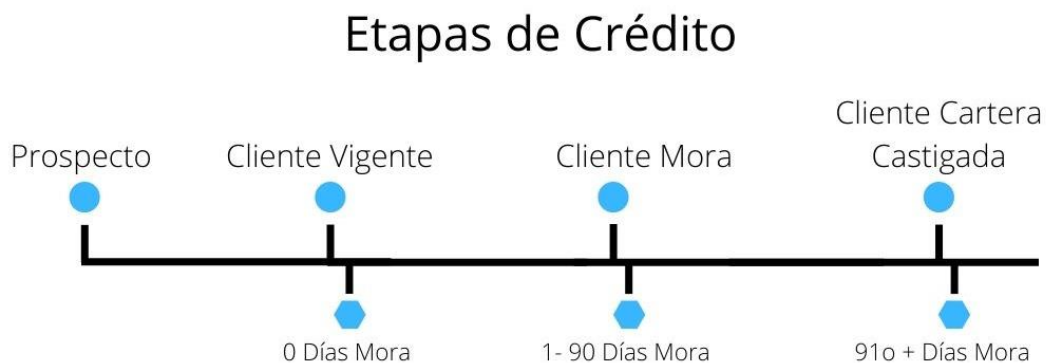 Etapas de Crédito
Prospecto
Cliente Vigente
Cliente Mora
Cliente Cartera
Castigada
0 Días Mora
1- 90 Días Mora
91o + Días Mora